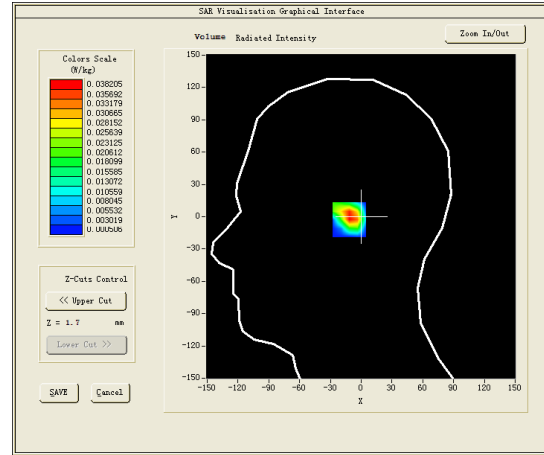 SAR Visualisation Graphical Interface
Volume Radiated Intensity
Zoom In/Out
Colors Scale
(W/kg)
0.038205
0.035692
0.033179
0.030665
0.028152
0.025639
0.023125
0.020612
0.018099
0.015585
0.013072
0.010559
0.008045
0.005532
0.003019
0.000506
Z-Cuts Control
<< Upper Cut
Z = 1.7 mm
Lower Cut >>
SAVE
Cancel
150
120
90
60
30
0
-30
-60
-90
-120
-150
Y
-150 -120 -90 -60 -30 0 30 60 90 120 150
X